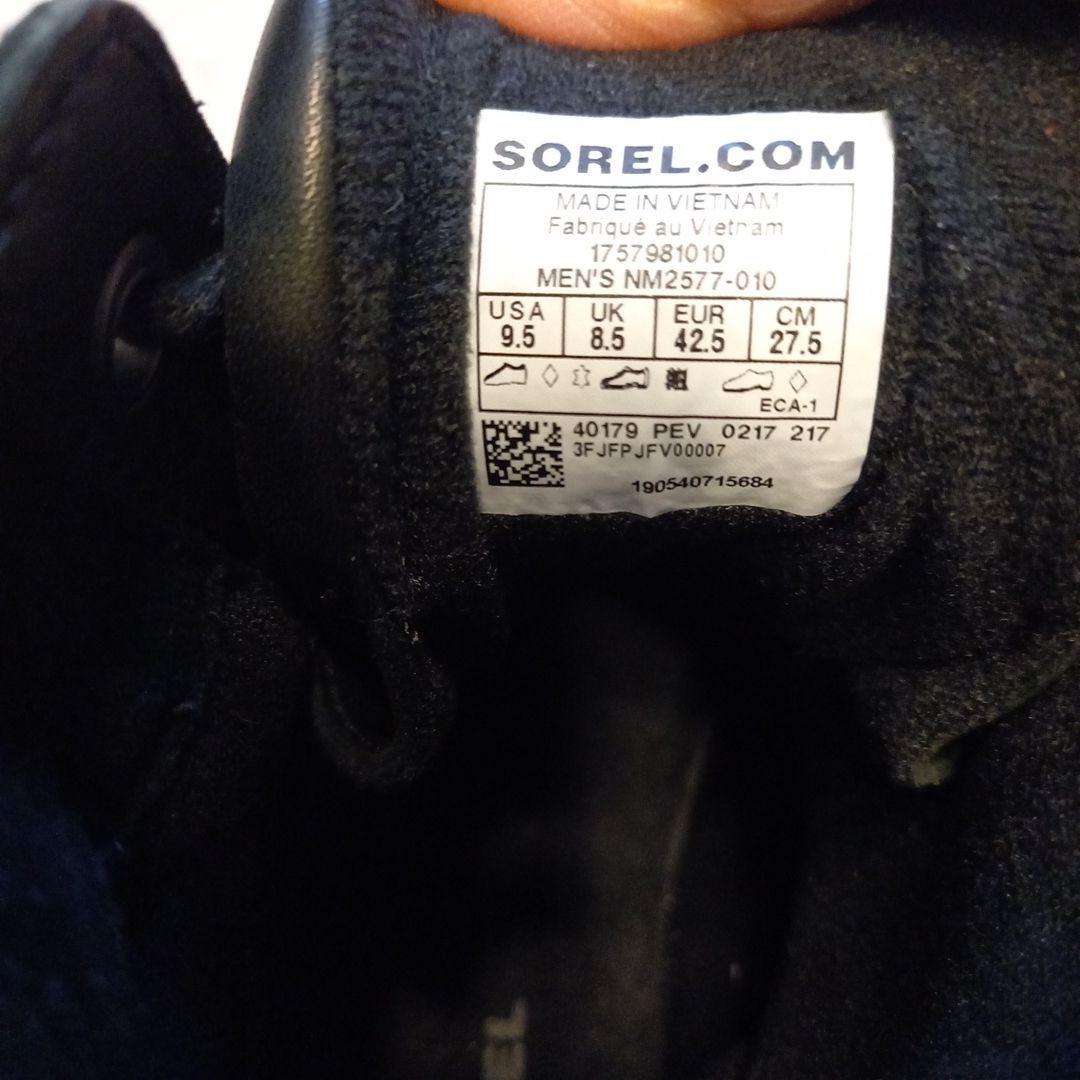 SOREL.COM
MADE IN VIETNAM
Fabriqué au Vietnam
1757981010
MEN'S NM2577-010
USA UK EUR CM
9.5 8.5 42.5 27.5
ECA-1
40179 PEV 0217 217
3FJFPJFV00007
190540715684